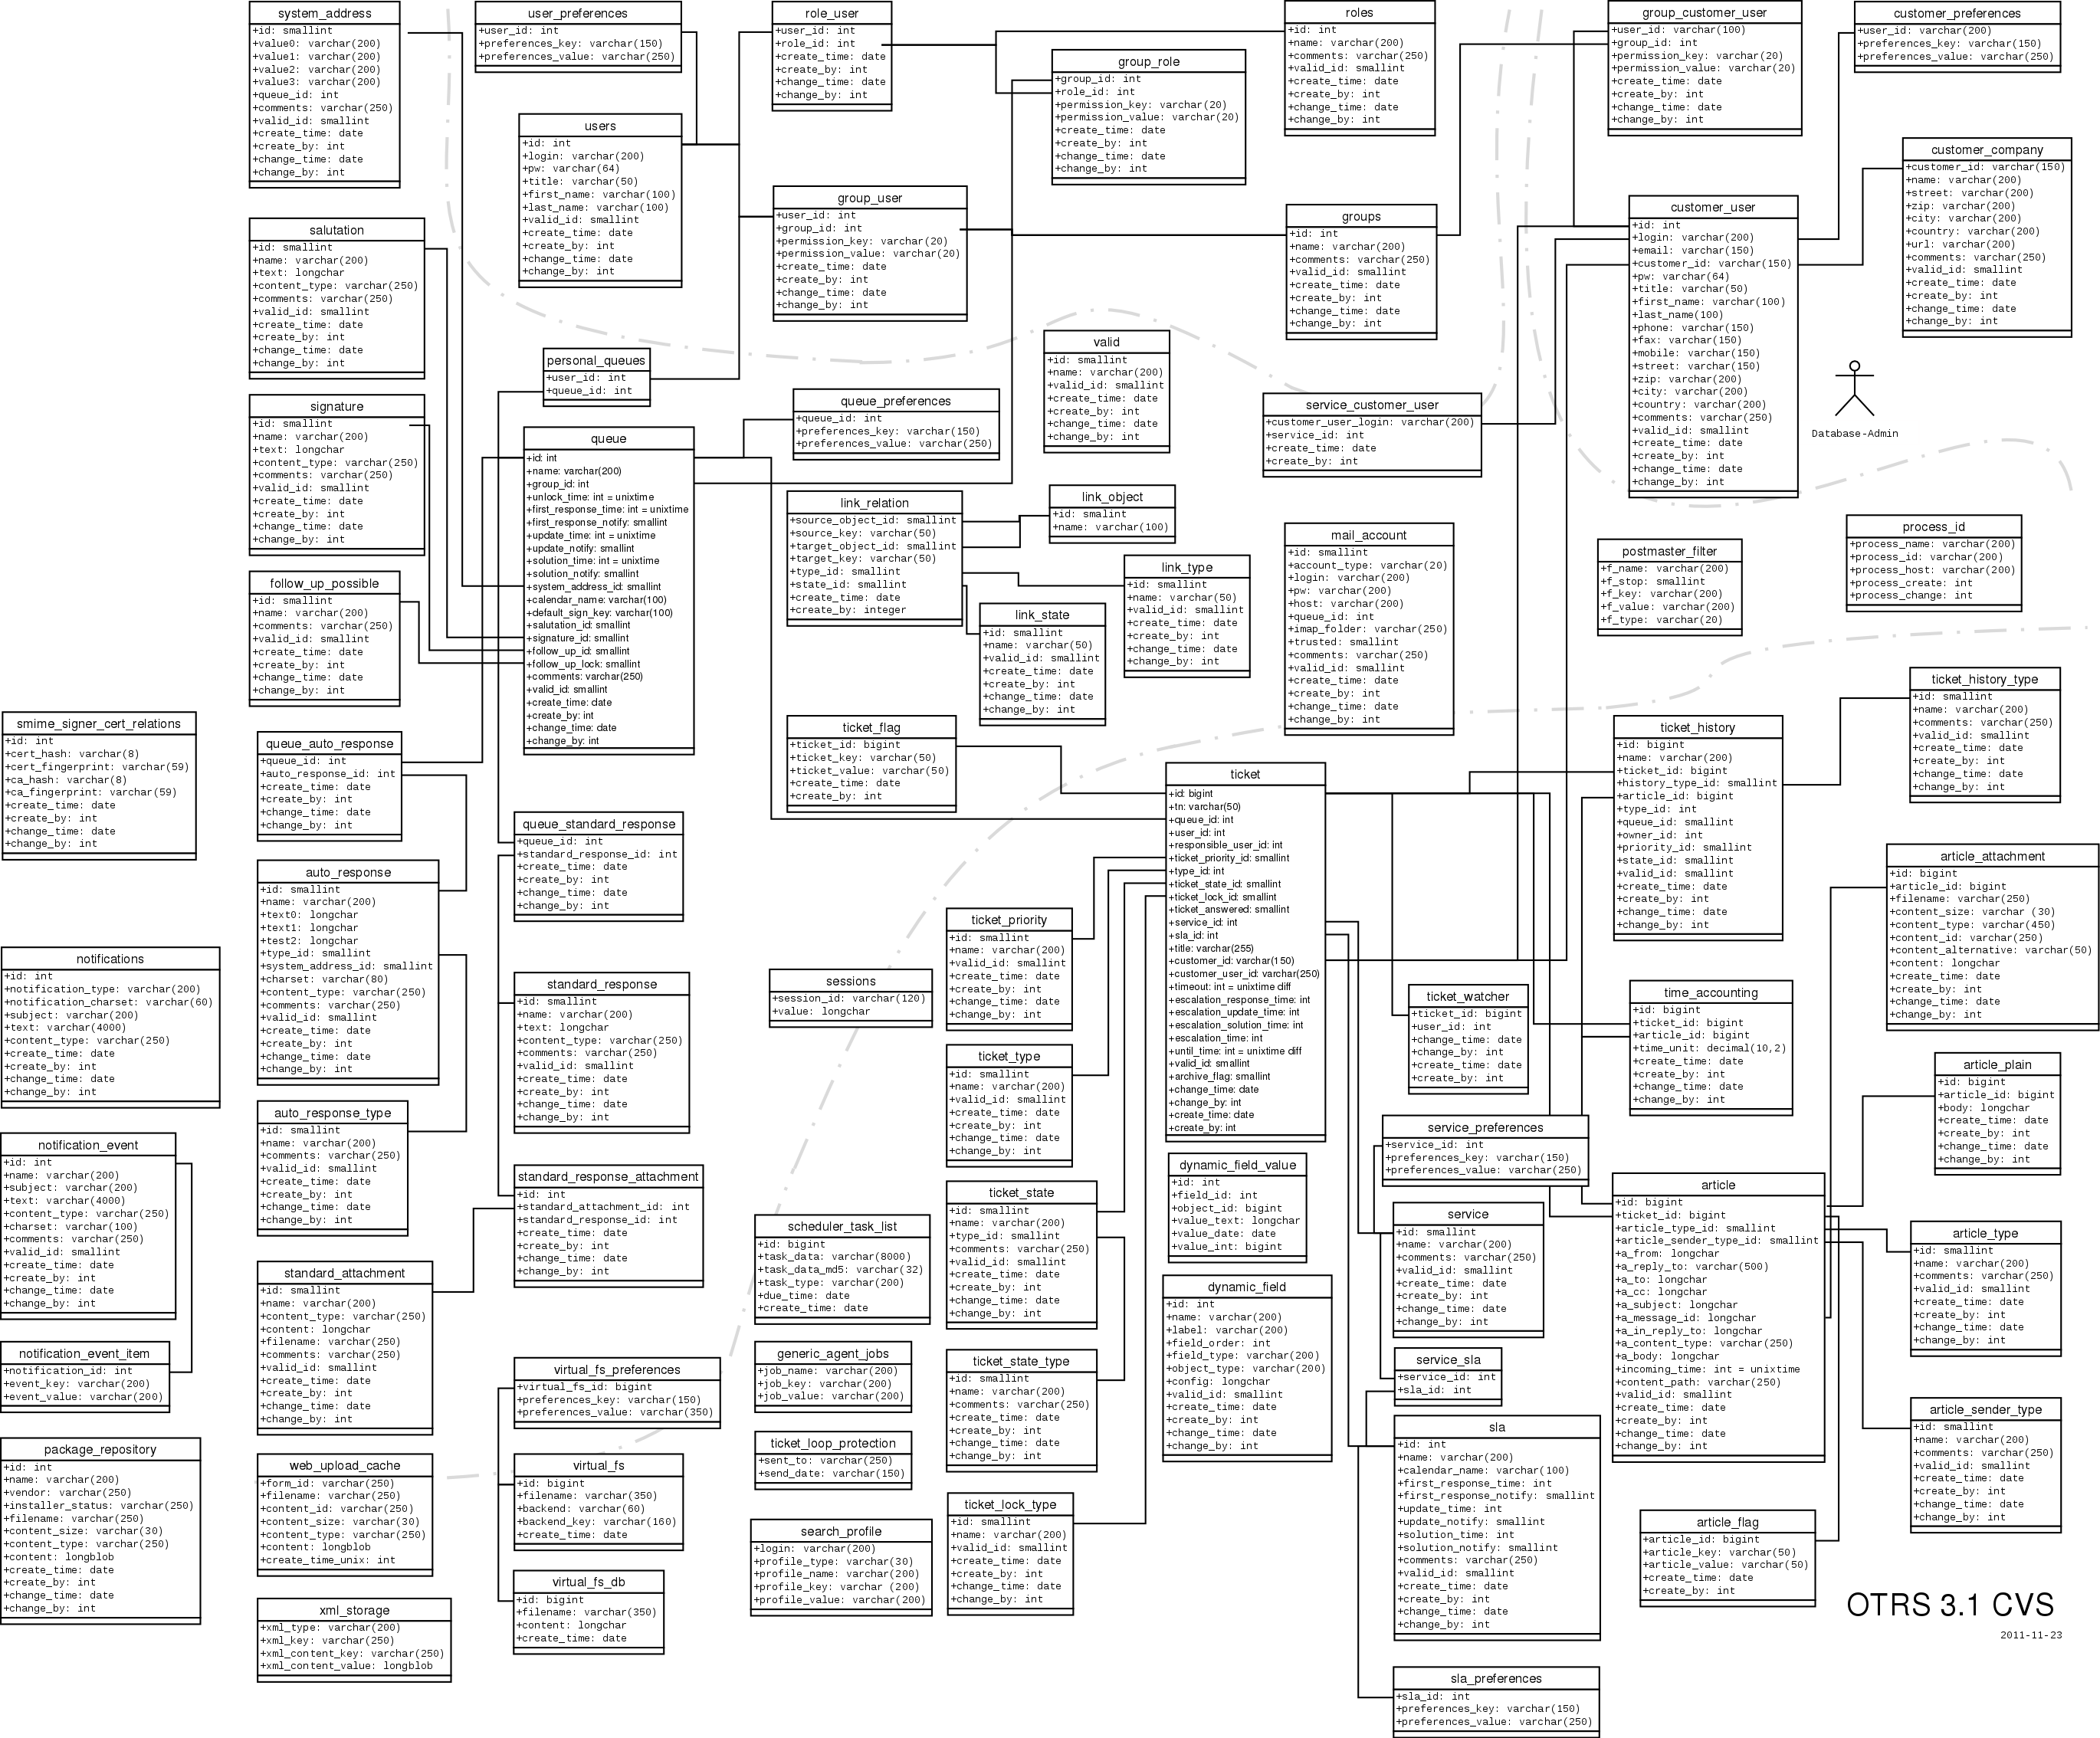 system_address
+id: smallint
+value0: varchar(200)
+value1: varchar(200)
+value2: varchar(200)
+value3: varchar(200)
+queue_id: int
+comments: varchar(250)
+valid_id: smallint
+create_time: date
+create_by: int
+change_time: date
+change_by: int
user_preferences
+user_id: int
+preferences_key: varchar(150)
+preferences_value: varchar(250)
role_user
+user_id: int
+role_id: int
+create_time: date
+create_by: int
+change_time: date
+change_by: int
group_role
+group_id: int
+role_id: int
+permission_key: varchar(20)
+permission_value: varchar(20)
+create_time: date
+create_by: int
+change_time: date
+change_by: int
roles
+id: int
+name: varchar(200)
+comments: varchar(250)
+valid_id: smallint
+create_time: date
+create_by: int
+change_time: date
+change_by: int
group_customer_user
+user_id: varchar(100)
+group_id: int
+permission_key: varchar(20)
+permission_value: varchar(20)
+create_time: date
+create_by: int
+change_time: date
+change_by: int
customer_preferences
+user_id: varchar(200)
+preferences_key: varchar(150)
+preferences_value: varchar(250)
users
+id: int
+login: varchar(200)
+pw: varchar(64)
+title: varchar(50)
+first_name: varchar(100)
+last_name: varchar(100)
+valid_id: smallint
+create_time: date
+create_by: int
+change_time: date
+change_by: int
group_user
+user_id: int
+group_id: int
+permission_key: varchar(20)
+permission_value: varchar(20)
+create_time: date
+create_by: int
+change_time: date
+change_by: int
groups
+id: int
+name: varchar(200)
+comments: varchar(250)
+valid_id: smallint
+create_time: date
+create_by: int
+change_time: date
+change_by: int
customer_user
+id: int
+login: varchar(200)
+email: varchar(150)
+customer_id: varchar(150)
+pw: varchar(64)
+title: varchar(50)
+first_name: varchar(100)
+last_name(100)
+phone: varchar(150)
+fax: varchar(150)
+mobile: varchar(150)
+street: varchar(150)
+zip: varchar(200)
+city: varchar(200)
+country: varchar(200)
+comments: varchar(250)
+valid_id: smallint
+create_time: date
+create_by: int
+change_time: date
+change_by: int
customer_company
+customer_id: varchar(150)
+name: varchar(200)
+street: varchar(200)
+zip: varchar(200)
+city: varchar(200)
+country: varchar(200)
+url: varchar(200)
+comments: varchar(250)
+valid_id: smallint
+create_time: date
+create_by: int
+change_time: date
+change_by: int
Database-Admin
salutation
+id: smallint
+name: varchar(200)
+text: longchar
+content_type: varchar(250)
+comments: varchar(250)
+valid_id: smallint
+create_time: date
+create_by: int
+change_time: date
+change_by: int
signature
+id: smallint
+name: varchar(200)
+text: longchar
+content_type: varchar(250)
+comments: varchar(250)
+valid_id: smallint
+create_time: date
+create_by: int
+change_time: date
+change_by: int
follow_up_possible
+id: smallint
+name: varchar(200)
+comments: varchar(250)
+valid_id: smallint
+create_time: date
+create_by: int
+change_time: date
+change_by: int
personal_queues
+user_id: int
+queue_id: int
queue
+id: int
+name: varchar(200)
+group_id: int
+unlock_time: int = unixtime
+first_response_time: int = unixtime
+first_response_notify: smallint
+update_time: int = unixtime
+update_notify: smallint
+solution_time: int = unixtime
+solution_notify: smallint
+system_address_id: smallint
+calendar_name: varchar(100)
+default_sign_key: varchar(100)
+salutation_id: smallint
+signature_id: smallint
+follow_up_id: smallint
+follow_up_lock: smallint
+comments: varchar(250)
+valid_id: smallint
+create_time: date
+create_by: int
+change_time: date
+change_by: int
queue_preferences
+queue_id: int
+preferences_key: varchar(150)
+preferences_value: varchar(250)
valid
+id: smallint
+name: varchar(200)
+valid_id: smallint
+create_time: date
+create_by: int
+change_time: date
+change_by: int
service_customer_user
+customer_user_login: varchar(200)
+service_id: int
+create_time: date
+create_by: int
link_relation
+source_object_id: smallint
+source_key: varchar(50)
+target_object_id: smallint
+target_key: varchar(50)
+type_id: smallint
+state_id: smallint
+create_time: date
+create_by: integer
link_object
+id: smalint
+name: varchar(100)
link_type
+id: smallint
+name: varchar(50)
+valid_id: smallint
+create_time: date
+create_by: int
+change_time: date
+change_by: int
link_state
+id: smallint
+name: varchar(50)
+valid_id: smallint
+create_time: date
+create_by: int
+change_time: date
+change_by: int
mail_account
+id: smallint
+account_type: varchar(20)
+login: varchar(200)
+pw: varchar(200)
+host: varchar(200)
+queue_id: int
+imap_folder: varchar(250)
+trusted: smallint
+comments: varchar(250)
+valid_id: smallint
+create_time: date
+create_by: int
+change_time: date
+change_by: int
postmaster_filter
+f_name: varchar(200)
+f_stop: smallint
+f_key: varchar(200)
+f_value: varchar(200)
+f_type: varchar(20)
process_id
+process_name: varchar(200)
+process_id: varchar(200)
+process_host: varchar(200)
+process_create: int
+process_change: int
smime_signer_cert_relations
+id: int
+cert_hash: varchar(8)
+cert_fingerprint: varchar(59)
+ca_hash: varchar(8)
+ca_fingerprint: varchar(59)
+create_time: date
+create_by: int
+change_time: date
+change_by: int
queue_auto_response
+queue_id: int
+auto_response_id: int
+create_time: date
+create_by: int
+change_time: date
+change_by: int
auto_response
+id: smallint
+name: varchar(200)
+text0: longchar
+text1: longchar
+test2: longchar
+type_id: smallint
+system_address_id: smallint
+charset: varchar(80)
+content_type: varchar(250)
+comments: varchar(250)
+valid_id: smallint
+create_time: date
+create_by: int
+change_time: date
+change_by: int
queue_standard_response
+queue_id: int
+standard_response_id: int
+create_time: date
+create_by: int
+change_time: date
+change_by: int
ticket_flag
+ticket_id: bigint
+ticket_key: varchar(50)
+ticket_value: varchar(50)
+create_time: date
+create_by: int
ticket
+id: bigint
+tn: varchar(50)
+queue_id: int
+user_id: int
+responsible_user_id: int
+ticket_priority_id: smallint
+type_id: int
+ticket_state_id: smallint
+ticket_lock_id: smallint
+ticket_answered: smallint
+service_id: int
+sla_id: int
+title: varchar(255)
+customer_id: varchar(150)
+customer_user_id: varchar(250)
+timeout: int = unixtime diff
+escalation_response_time: int
+escalation_update_time: int
+escalation_solution_time: int
+escalation_time: int
+until_time: int = unixtime diff
+valid_id: smallint
+archive_flag: smallint
+change_time: date
+change_by: int
+create_time: date
+create_by: int
ticket_history
+id: bigint
+name: varchar(200)
+ticket_id: bigint
+history_type_id: smallint
+article_id: bigint
+type_id: int
+queue_id: smallint
+owner_id: int
+priority_id: smallint
+state_id: smallint
+valid_id: smallint
+create_time: date
+create_by: int
+change_time: date
+change_by: int
ticket_history_type
+id: smallint
+name: varchar(200)
+comments: varchar(250)
+valid_id: smallint
+create_time: date
+create_by: int
+change_time: date
+change_by: int
article_attachment
+id: bigint
+article_id: bigint
+filename: varchar(250)
+content_size: varchar (30)
+content_type: varchar(450)
+content_id: varchar(250)
+content_alternative: varchar(50)
+content: longchar
+create_time: date
+create_by: int
+change_time: date
+change_by: int
notifications
+id: int
+notification_type: varchar(200)
+notification_charset: varchar(60)
+subject: varchar(200)
+text: varchar(4000)
+content_type: varchar(250)
+create_time: date
+create_by: int
+change_time: date
+change_by: int
standard_response
+id: smallint
+name: varchar(200)
+text: longchar
+content_type: varchar(250)
+comments: varchar(250)
+valid_id: smallint
+create_time: date
+create_by: int
+change_time: date
+change_by: int
sessions
+session_id: varchar(120)
+value: longchar
ticket_priority
+id: smallint
+name: varchar(200)
+valid_id: smallint
+create_time: date
+create_by: int
+change_time: date
+change_by: int
ticket_type
+id: smallint
+name: varchar(200)
+valid_id: smallint
+create_time: date
+create_by: int
+change_time: date
+change_by: int
ticket_watcher
+ticket_id: bigint
+user_id: int
+change_time: date
+change_by: int
+create_time: date
+create_by: int
time_accounting
+id: bigint
+ticket_id: bigint
+article_id: bigint
+time_unit: decimal(10,2)
+create_time: date
+create_by: int
+change_time: date
+change_by: int
article_plain
+id: bigint
+article_id: bigint
+body: longchar
+create_time: date
+create_by: int
+change_time: date
+change_by: int
auto_response_type
+id: smallint
+name: varchar(200)
+comments: varchar(250)
+valid_id: smallint
+create_time: date
+create_by: int
+change_time: date
+change_by: int
notification_event
+id: int
+name: varchar(200)
+subject: varchar(200)
+text: varchar(4000)
+content_type: varchar(250)
+charset: varchar(100)
+comments: varchar(250)
+valid_id: smallint
+create_time: date
+create_by: int
+change_time: date
+change_by: int
standard_response_attachment
+id: int
+standard_attachment_id: int
+standard_response_id: int
+create_time: date
+create_by: int
+change_time: date
+change_by: int
ticket_state
+id: smallint
+name: varchar(200)
+type_id: smallint
+comments: varchar(250)
+valid_id: smallint
+create_time: date
+create_by: int
+change_time: date
+change_by: int
dynamic_field_value
+id: int
+field_id: int
+object_id: bigint
+value_text: longchar
+value_date: date
+value_int: bigint
service_preferences
+service_id: int
+preferences_key: varchar(150)
+preferences_value: varchar(250)
service
+id: smallint
+name: varchar(200)
+comments: varchar(250)
+valid_id: smallint
+create_time: date
+create_by: int
+change_time: date
+change_by: int
article
+id: bigint
+ticket_id: bigint
+article_type_id: smallint
+article_sender_type_id: smallint
+a_from: longchar
+a_reply_to: varchar(500)
+a_to: longchar
+a_cc: longchar
+a_subject: longchar
+a_message_id: longchar
+a_in_reply_to: longchar
+a_content_type: varchar(250)
+a_body: longchar
+incoming_time: int = unixtime
+content_path: varchar(250)
+valid_id: smallint
+create_time: date
+create_by: int
+change_time: date
+change_by: int
article_type
+id: smallint
+name: varchar(200)
+comments: varchar(250)
+valid_id: smallint
+create_time: date
+create_by: int
+change_time: date
+change_by: int
scheduler_task_list
+id: bigint
+task_data: varchar(8000)
+task_data_md5: varchar(32)
+task_type: varchar(200)
+due_time: date
+create_time: date
standard_attachment
+id: smallint
+name: varchar(200)
+content_type: varchar(250)
+content: longchar
+filename: varchar(250)
+comments: varchar(250)
+valid_id: smallint
+create_time: date
+create_by: int
+change_time: date
+change_by: int
notification_event_item
+notification_id: int
+event_key: varchar(200)
+event_value: varchar(200)
dynamic_field
+id: int
+name: varchar(200)
+label: varchar(200)
+field_order: int
+field_type: varchar(200)
+object_type: varchar(200)
+config: longchar
+valid_id: smallint
+create_time: date
+create_by: int
+change_time: date
+change_by: int
virtual_fs_preferences
+virtual_fs_id: bigint
+preferences_key: varchar(150)
+preferences_value: varchar(350)
generic_agent_jobs
+job_name: varchar(200)
+job_key: varchar(200)
+job_value: varchar(200)
ticket_state_type
+id: smallint
+name: varchar(200)
+comments: varchar(250)
+create_time: date
+create_by: int
+change_time: date
+change_by: int
service_sla
+service_id: int
+sla_id: int
sla
+id: int
+name: varchar(200)
+calendar_name: varchar(100)
+first_response_time: int
+first_response_notify: smallint
+update_time: int
+update_notify: smallint
+solution_time: int
+solution_notify: smallint
+comments: varchar(250)
+valid_id: smallint
+create_time: date
+create_by: int
+change_time: date
+change_by: int
article_sender_type
+id: smallint
+name: varchar(200)
+comments: varchar(250)
+valid_id: smallint
+create_time: date
+create_by: int
+change_time: date
+change_by: int
package_repository
+id: int
+name: varchar(200)
+vendor: varchar(250)
+installer_status: varchar(250)
+filename: varchar(250)
+content_size: varchar(30)
+content_type: varchar(250)
+content: longblob
+create_time: date
+create_by: int
+change_time: date
+change_by: int
web_upload_cache
+form_id: varchar(250)
+filename: varchar(250)
+content_id: varchar(250)
+content_size: varchar(30)
+content_type: varchar(250)
+content: longblob
+create_time_unix: int
virtual_fs
+id: bigint
+filename: varchar(350)
+backend: varchar(60)
+backend_key: varchar(160)
+create_time: date
ticket_loop_protection
+sent_to: varchar(250)
+send_date: varchar(150)
search_profile
+login: varchar(200)
+profile_type: varchar(30)
+profile_name: varchar(200)
+profile_key: varchar (200)
+profile_value: varchar(200)
ticket_lock_type
+id: smallint
+name: varchar(200)
+valid_id: smallint
+create_time: date
+create_by: int
+change_time: date
+change_by: int
article_flag
+article_id: bigint
+article_key: varchar(50)
+article_value: varchar(50)
+create_time: date
+create_by: int
xml_storage
+xml_type: varchar(200)
+xml_key: varchar(250)
+xml_content_key: varchar(250)
+xml_content_value: longblob
virtual_fs_db
+id: bigint
+filename: varchar(350)
+content: longchar
+create_time: date
sla_preferences
+sla_id: int
+preferences_key: varchar(150)
+preferences_value: varchar(250)
OTRS 3.1 CVS
2011-11-23